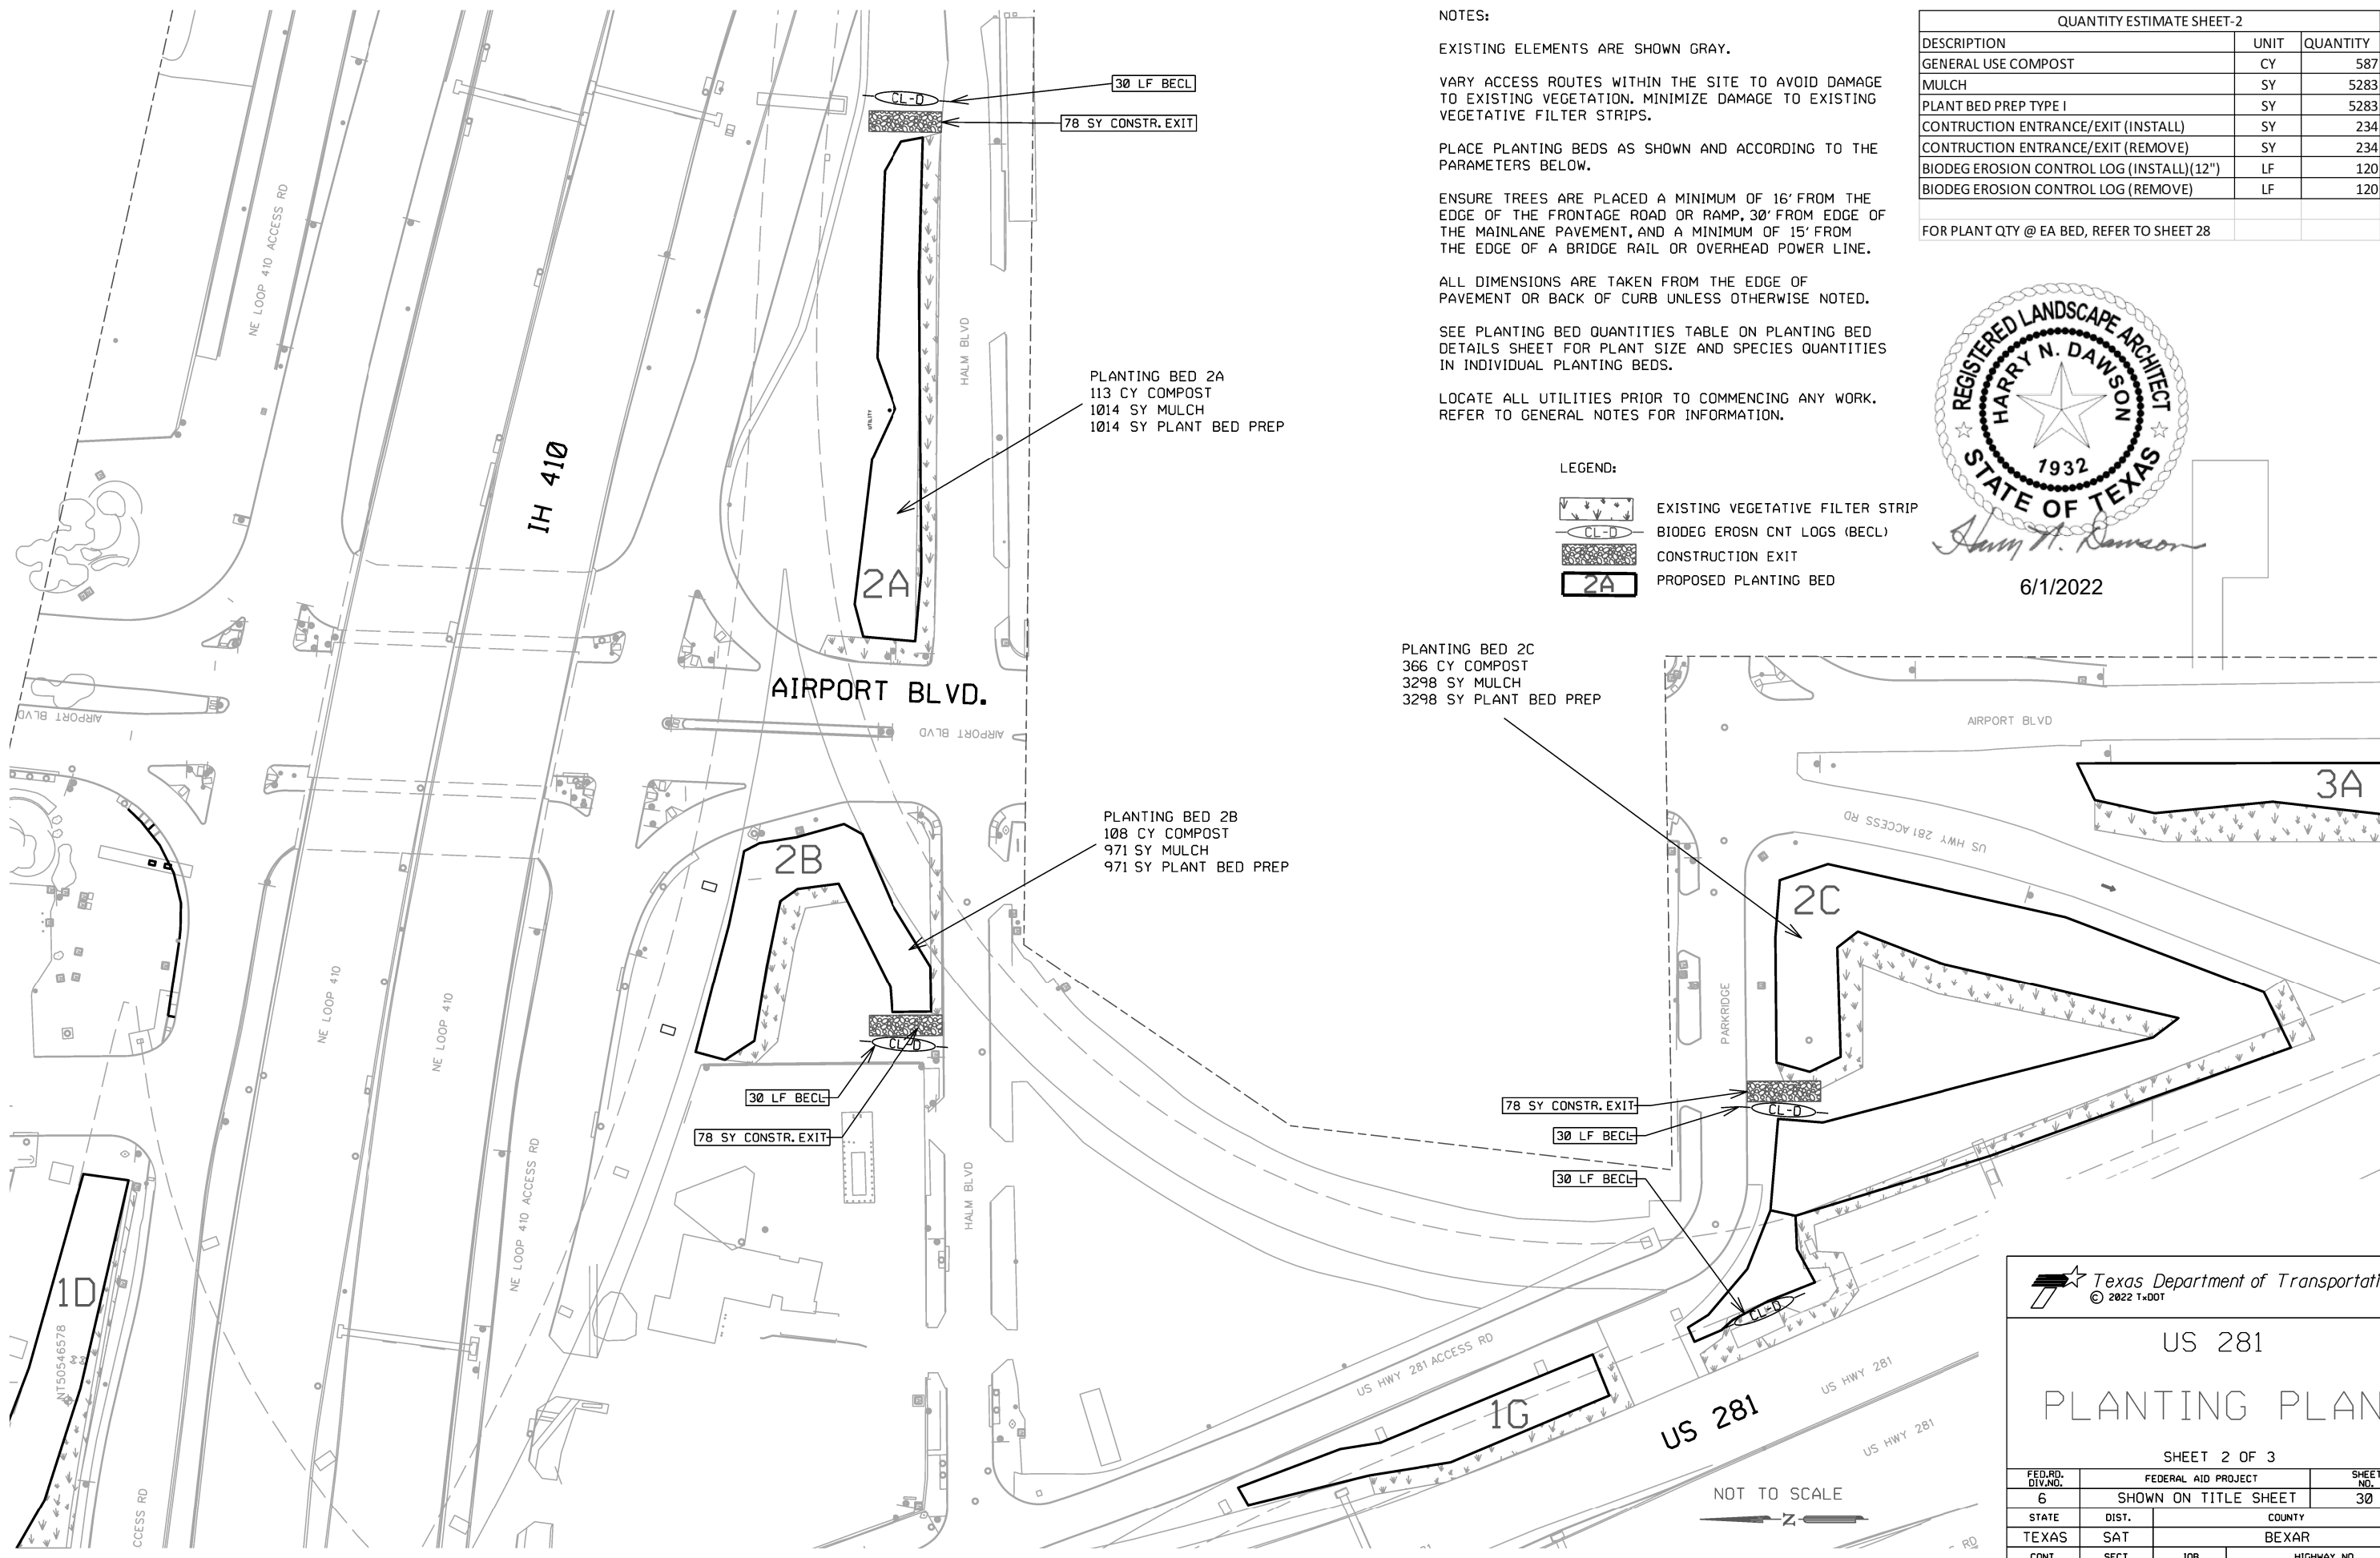 NOTES:
EXISTING ELEMENTS ARE SHOWN GRAY.
VARY ACCESS ROUTES WITHIN THE SITE TO AVOID DAMAGE
TO EXISTING VEGETATION. MINIMIZE DAMAGE TO EXISTING
VEGETATIVE FILTER STRIPS.
PLACE PLANTING BEDS AS SHOWN AND ACCORDING TO THE
PARAMETERS BELOW.
ENSURE TREES ARE PLACED A MINIMUM OF 16' FROM THE
EDGE OF THE FRONTAGE ROAD OR RAMP, 30' FROM EDGE OF
THE MAINLANE PAVEMENT, AND A MINIMUM OF 15' FROM
THE EDGE OF A BRIDGE RAIL OR OVERHEAD POWER LINE.
ALL DIMENSIONS ARE TAKEN FROM THE EDGE OF
PAVEMENT OR BACK OF CURB UNLESS OTHERWISE NOTED.
SEE PLANTING BED QUANTITIES TABLE ON PLANTING BED
DETAILS SHEET FOR PLANT SIZE AND SPECIES QUANTITIES
IN INDIVIDUAL PLANTING BEDS.
LOCATE ALL UTILITIES PRIOR TO COMMENCING ANY WORK.
REFER TO GENERAL NOTES FOR INFORMATION.
QUANTITY ESTIMATE SHEET-2
DESCRIPTION UNIT QUANTITY
GENERAL USE COMPOST CY 587
MULCH SY 5283
PLANT BED PREP TYPE I SY 5283
CONTRUCTION ENTRANCE/EXIT (INSTALL) SY 234
CONTRUCTION ENTRANCE/EXIT (REMOVE) SY 234
BIODEG EROSION CONTROL LOG (INSTALL)(12") LF 120
BIODEG EROSION CONTROL LOG (REMOVE) LF 120
FOR PLANT QTY @ EA BED, REFER TO SHEET 28
REGISTERED LANDSCAPE ARCHITECT
HARRY N. DAWSON
1932
STATE OF TEXAS
Harry N. Dawson
6/1/2022
LEGEND:
EXISTING VEGETATIVE FILTER STRIP
CL-D BIODEG EROSN CNT LOGS (BECL)
CONSTRUCTION EXIT
2A PROPOSED PLANTING BED
30 LF BECL
CL-D
78 SY CONSTR. EXIT
NE LOOP 410 ACCESS RD
HALM BLVD
UTILITY
PLANTING BED 2A
113 CY COMPOST
1014 SY MULCH
1014 SY PLANT BED PREP
IH 410
2A
AIRPORT BLVD.
AIRPORT BLVD
AIRPORT BLVD
PLANTING BED 2B
108 CY COMPOST
971 SY MULCH
971 SY PLANT BED PREP
2B
CL-D
30 LF BECL
78 SY CONSTR. EXIT
NE LOOP 410
NE LOOP 410
NE LOOP 410 ACCESS RD
HALM BLVD
1D
NT50546578
CCESS RD
PLANTING BED 2C
366 CY COMPOST
3298 SY MULCH
3298 SY PLANT BED PREP
AIRPORT BLVD
3A
US HWY 281 ACCESS RD
2C
PARKRIDGE
78 SY CONSTR. EXIT
CL-D
30 LF BECL
30 LF BECL
CL-D
US HWY 281 ACCESS RD
1G
US 281
US HWY 281
US HWY 281
281
RD
NOT TO SCALE
N
Texas Department of Transportati
© 2022 TxDOT
US 281
PLANTING PLAN
SHEET 2 OF 3
FED.RD. DIV.NO. FEDERAL AID PROJECT SHEET NO.
6 SHOWN ON TITLE SHEET 30
STATE DIST. COUNTY
TEXAS SAT BEXAR
CONT. SECT. JOB HIGHWAY NO.